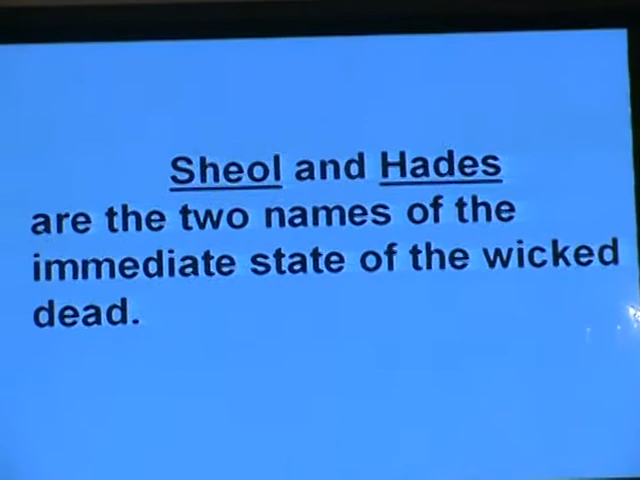 Sheol and Hades
are the two names of the
immediate state of the wicked
dead.